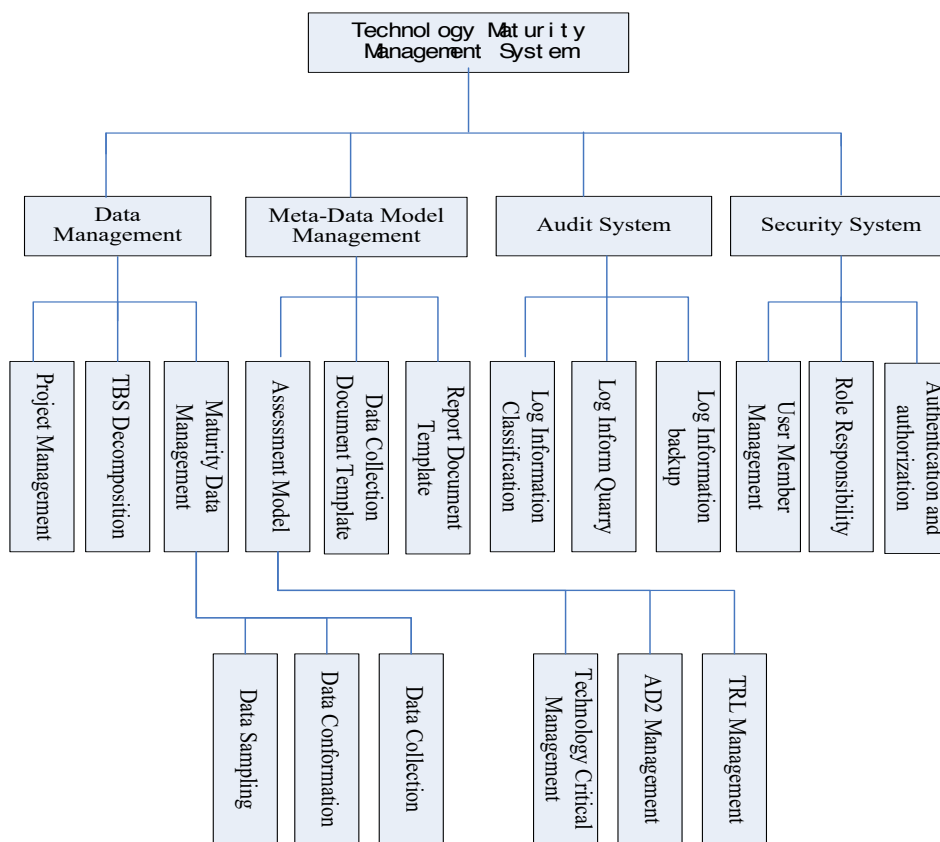 Technology Maturity
Management System
Data
Management
Meta-Data Model
Management
Audit System
Security System
Project Management
TBS Decomposition
Maturity Data
Management
Assessment Model
Data Collection
Document Template
Report Document
Template
Log Information
Classification
Log Inform Quarry
Log Information
backup
User Member
Management
Role Responsibility
Authentication and
authorization
Data Sampling
Data Conformation
Data Collection
Technology Critical
Management
AD2 Management
TRL Management